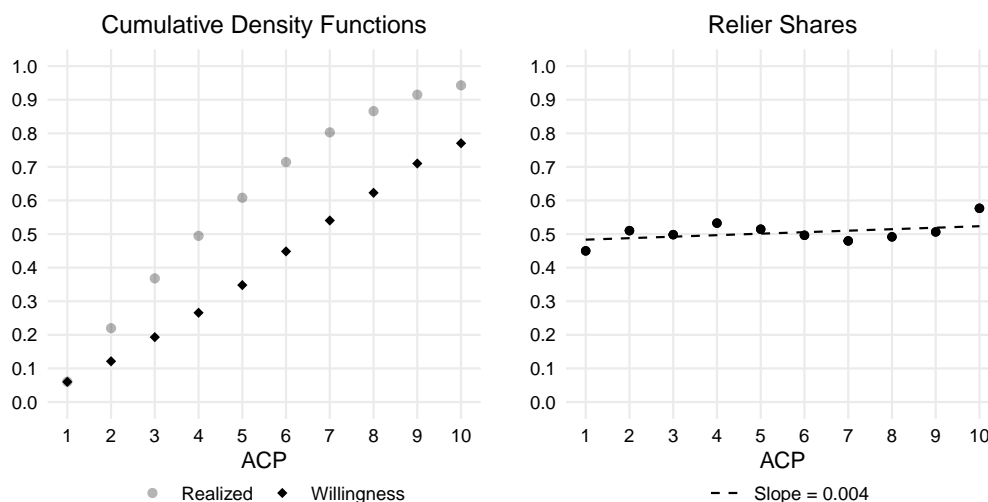 Cumulative Density Functions
1.0
0.9
0.8
0.7
0.6
0.5
0.4
0.3
0.2
0.1
0.0
1 2 3 4 5 6 7 8 9 10
ACP
Realized Willingness
Relier Shares
1.0
0.9
0.8
0.7
0.6
0.5
0.4
0.3
0.2
0.1
0.0
1 2 3 4 5 6 7 8 9 10
ACP
Slope = 0.004